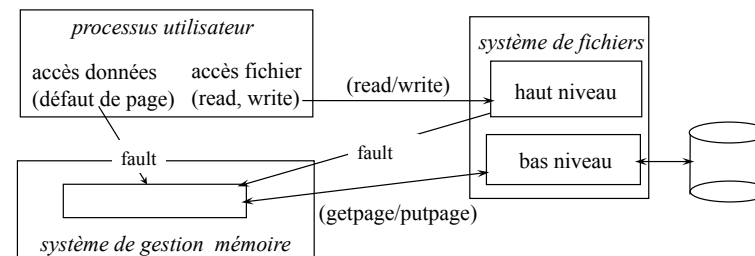 processus utilisateur
accès données
(défaut de page)
accès fichier
(read, write)
(read/write)
système de fichiers
haut niveau
bas niveau
fault
fault
(getpage/putpage)
système de gestion mémoire